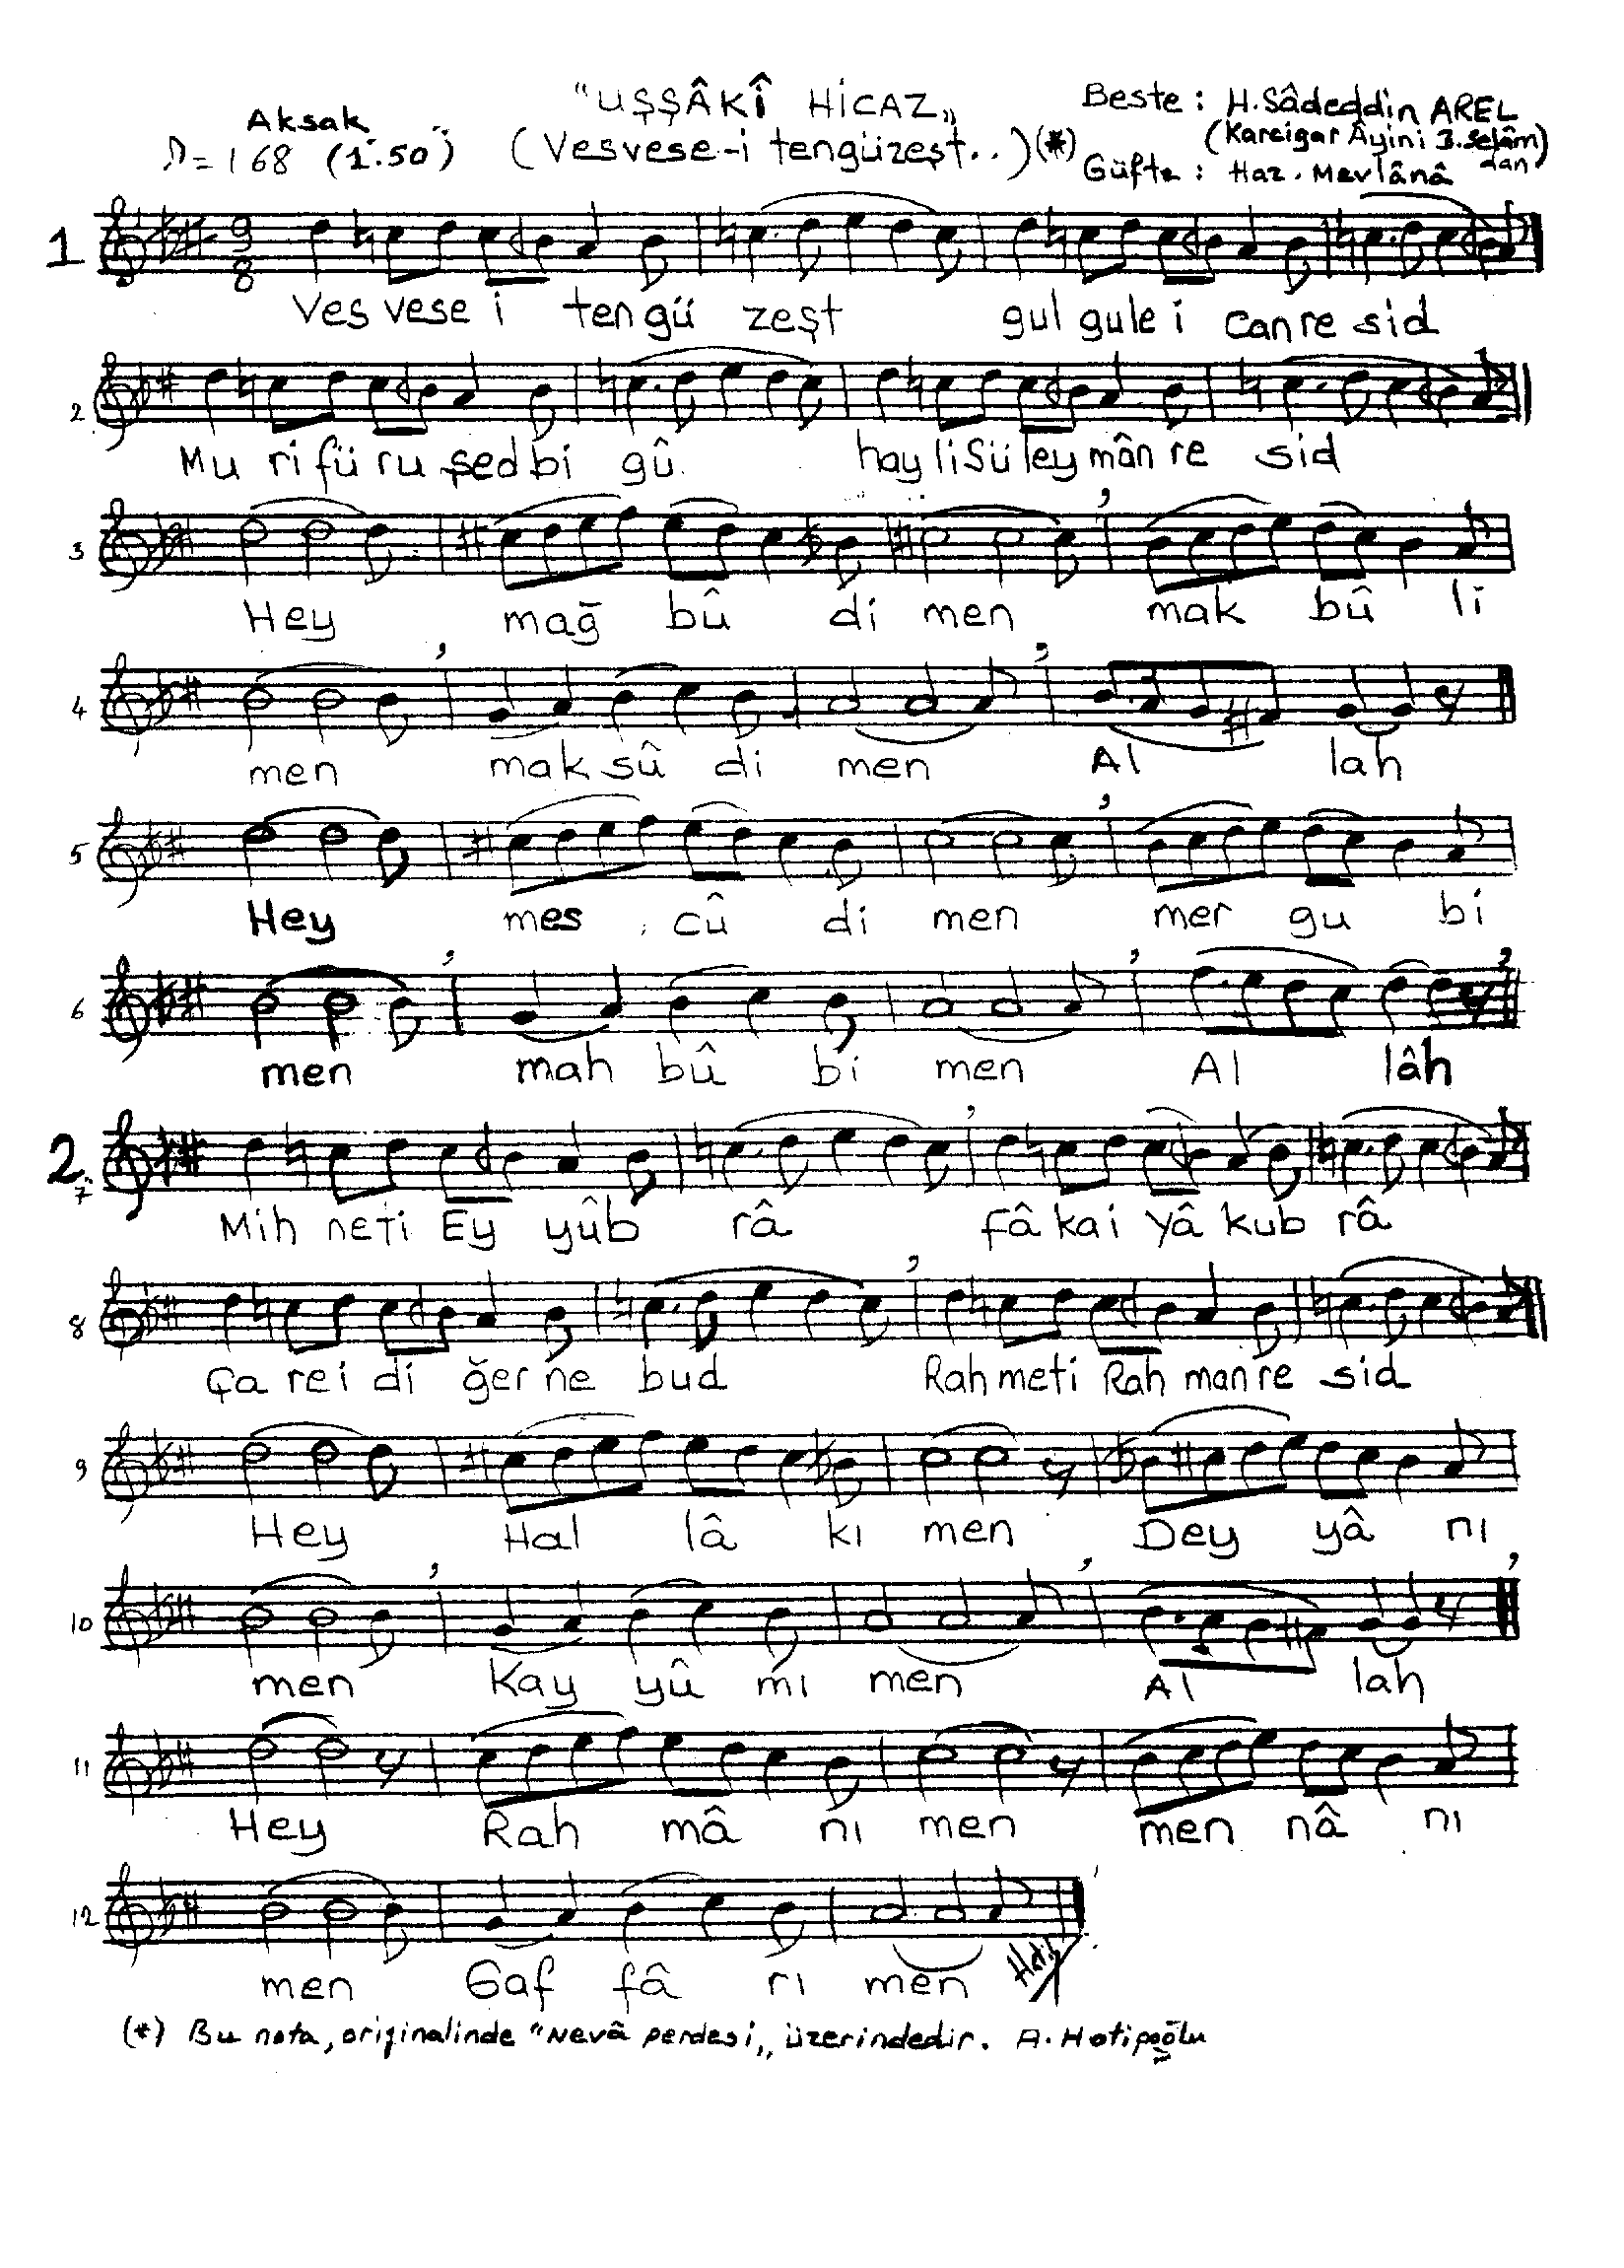 "UŞŞÂKÎ HİCAZ"
(Vesvese-i tengüzeşt..)(*)
Aksak
♪=168 (1'.50")
Beste: H. Sâdeddin AREL
(Karcigar Âyini 3. Selâm)
dan
Güfte: Haz. Mevlânâ
1
9
8
Ves vese i ten gü zeşt gul gule i can re sid
2
Mu ri fü ru şed bi gû. hay li Sü ley mân re sid
3
Hey mağ bû di men mak bû li
4
men mak sû di men Al lah
5
Hey mes cû di men mer gu bi
6
men mah bû bi men Al lâh
2.
7
Mih neti Ey yûb râ fâ ka i yâ kub râ
8
Ça re i di ğer ne bud Rah meti Rah man re sid
9
Hey Hal lâ kı men Dey yâ nı
10
men Kay yû mı men Al lah
11
Hey Rah mâ nı men men nâ nı
12
men Gaf fâ rı men
(*) Bu nota, originalinde "Nevâ perdesi" üzerindedir. A. Hatipoğlu